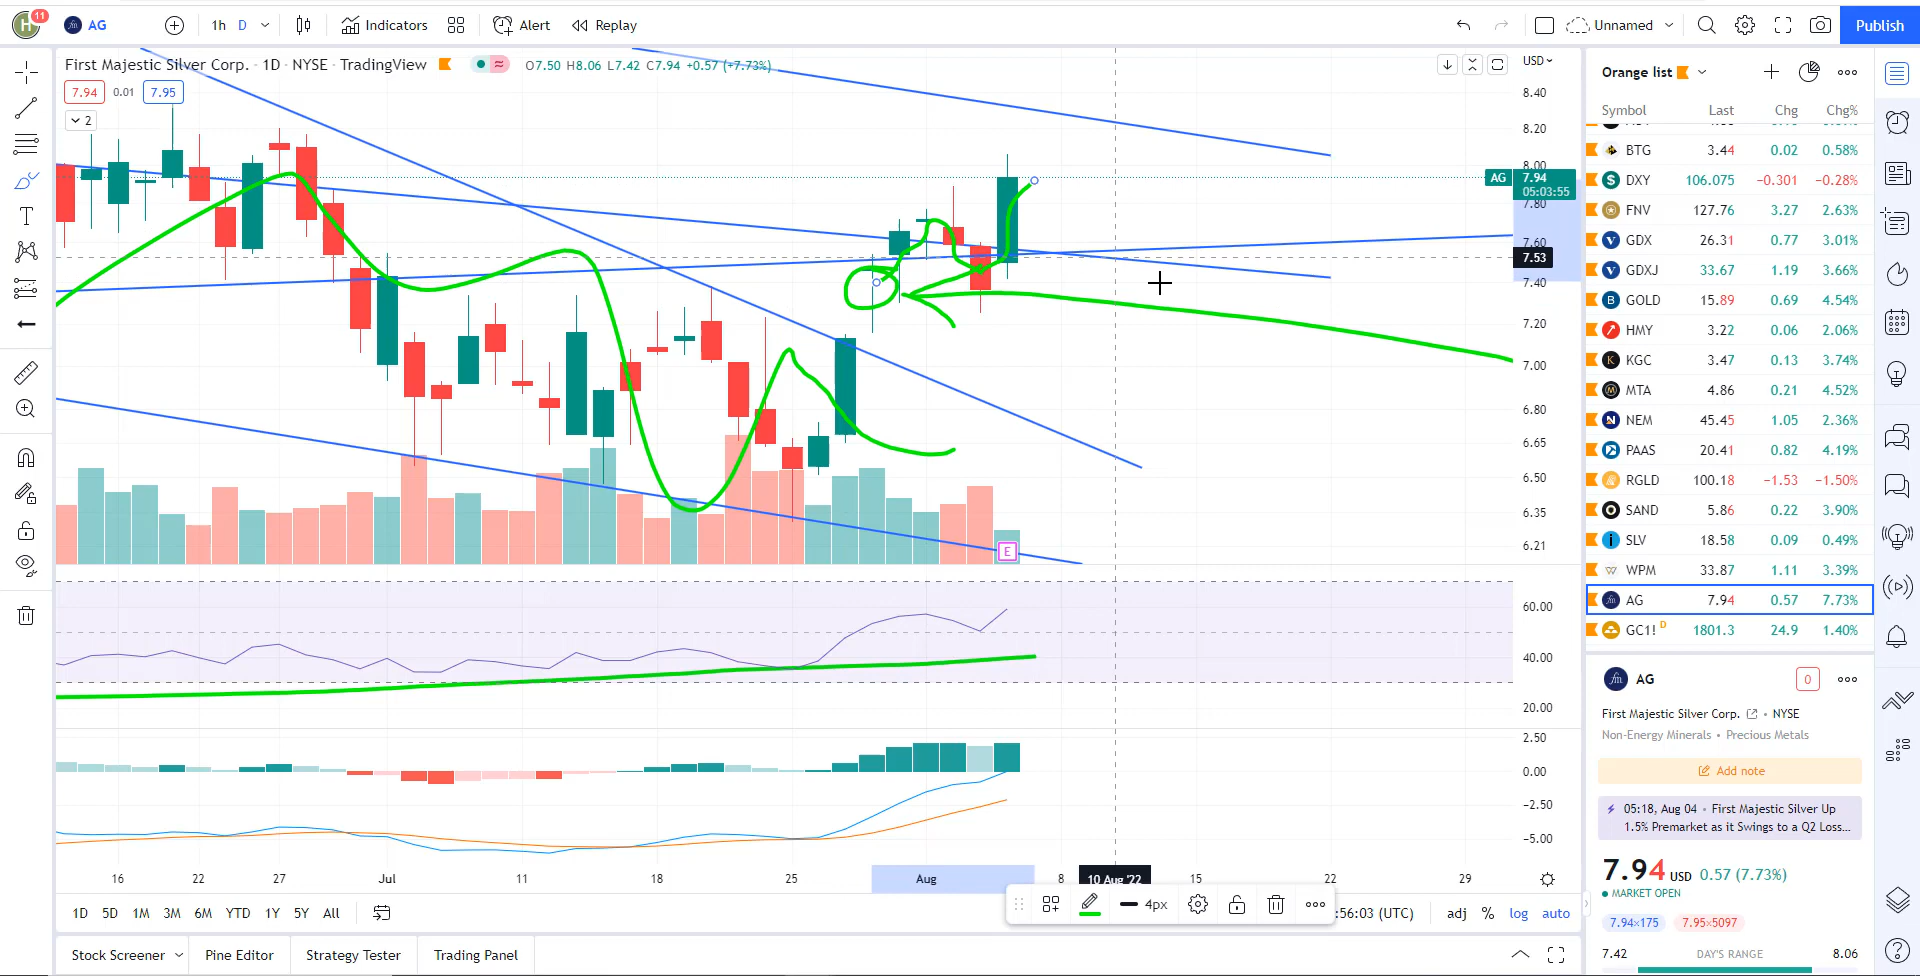 H 11 AG 1h D Indicators Alert Replay Unnamed Publish
First Majestic Silver Corp. · 1D · NYSE · TradingView O7.50 H8.06 L7.42 C7.94 +0.57 (+7.73%)
7.94 0.01 7.95
2
USD
8.40
8.20
8.00
AG 7.94
05:03:55
7.80
7.60
7.53
7.40
7.20
7.00
6.80
6.65
6.50
6.35
6.21
E
60.00
40.00
20.00
2.50
0.00
−2.50
−5.00
16 22 27 Jul 11 18 25 Aug 8 10 Aug '22 15 22 29
1D 5D 1M 3M 6M YTD 1Y 5Y All 4px :56:03 (UTC) adj % log auto
Stock Screener Pine Editor Strategy Tester Trading Panel
Orange list
Symbol Last Chg Chg%
BTG 3.44 0.02 0.58%
DXY 106.075 −0.301 −0.28%
FNV 127.76 3.27 2.63%
GDX 26.31 0.77 3.01%
GDXJ 33.67 1.19 3.66%
GOLD 15.89 0.69 4.54%
HMY 3.22 0.06 2.06%
KGC 3.47 0.13 3.74%
MTA 4.86 0.21 4.52%
NEM 45.45 1.05 2.36%
PAAS 20.41 0.82 4.19%
RGLD 100.18 −1.53 −1.50%
SAND 5.86 0.22 3.90%
SLV 18.58 0.09 0.49%
WPM 33.87 1.11 3.39%
AG 7.94 0.57 7.73%
GC1! D 1801.3 24.9 1.40%
fm AG 0
First Majestic Silver Corp. · NYSE
Non-Energy Minerals · Precious Metals
Add note
05:18, Aug 04 · First Majestic Silver Up
1.5% Premarket as it Swings to a Q2 Loss...
7.94 USD 0.57 (7.73%)
MARKET OPEN
7.94×175 7.95×5097
7.42 DAY'S RANGE 8.06